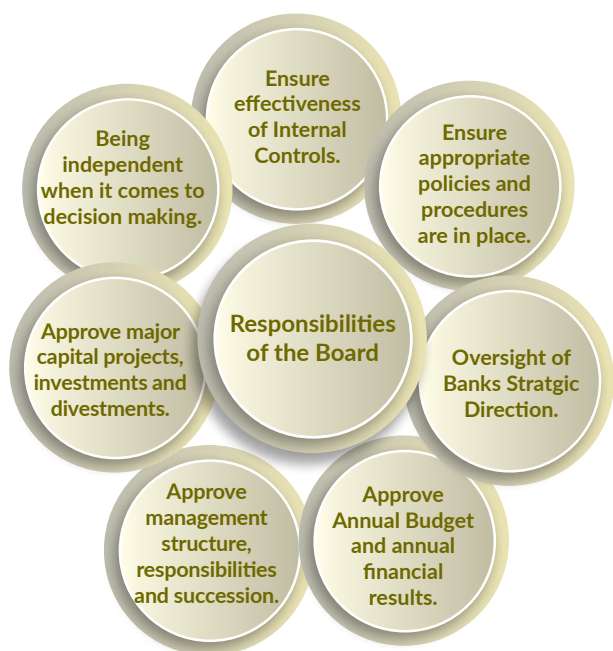 Ensure
effectiveness
of Internal
Controls.
Ensure
appropriate
policies and
procedures
are in place.
Oversight of
Banks Stratgic
Direction.
Approve
Annual Budget
and annual
financial
results.
Approve
management
structure,
responsibilities
and succession.
Approve major
capital projects,
investments and
divestments.
Being
independent
when it comes to
decision making.
Responsibilities
of the Board